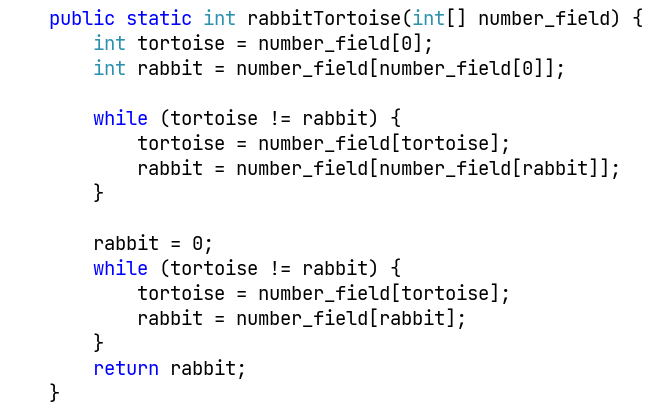 public static int rabbitTortoise(int[] number_field) {
    int tortoise = number_field[0];
    int rabbit = number_field[number_field[0]];

    while (tortoise != rabbit) {
        tortoise = number_field[tortoise];
        rabbit = number_field[number_field[rabbit]];
    }

    rabbit = 0;
    while (tortoise != rabbit) {
        tortoise = number_field[tortoise];
        rabbit = number_field[rabbit];
    }
    return rabbit;
}